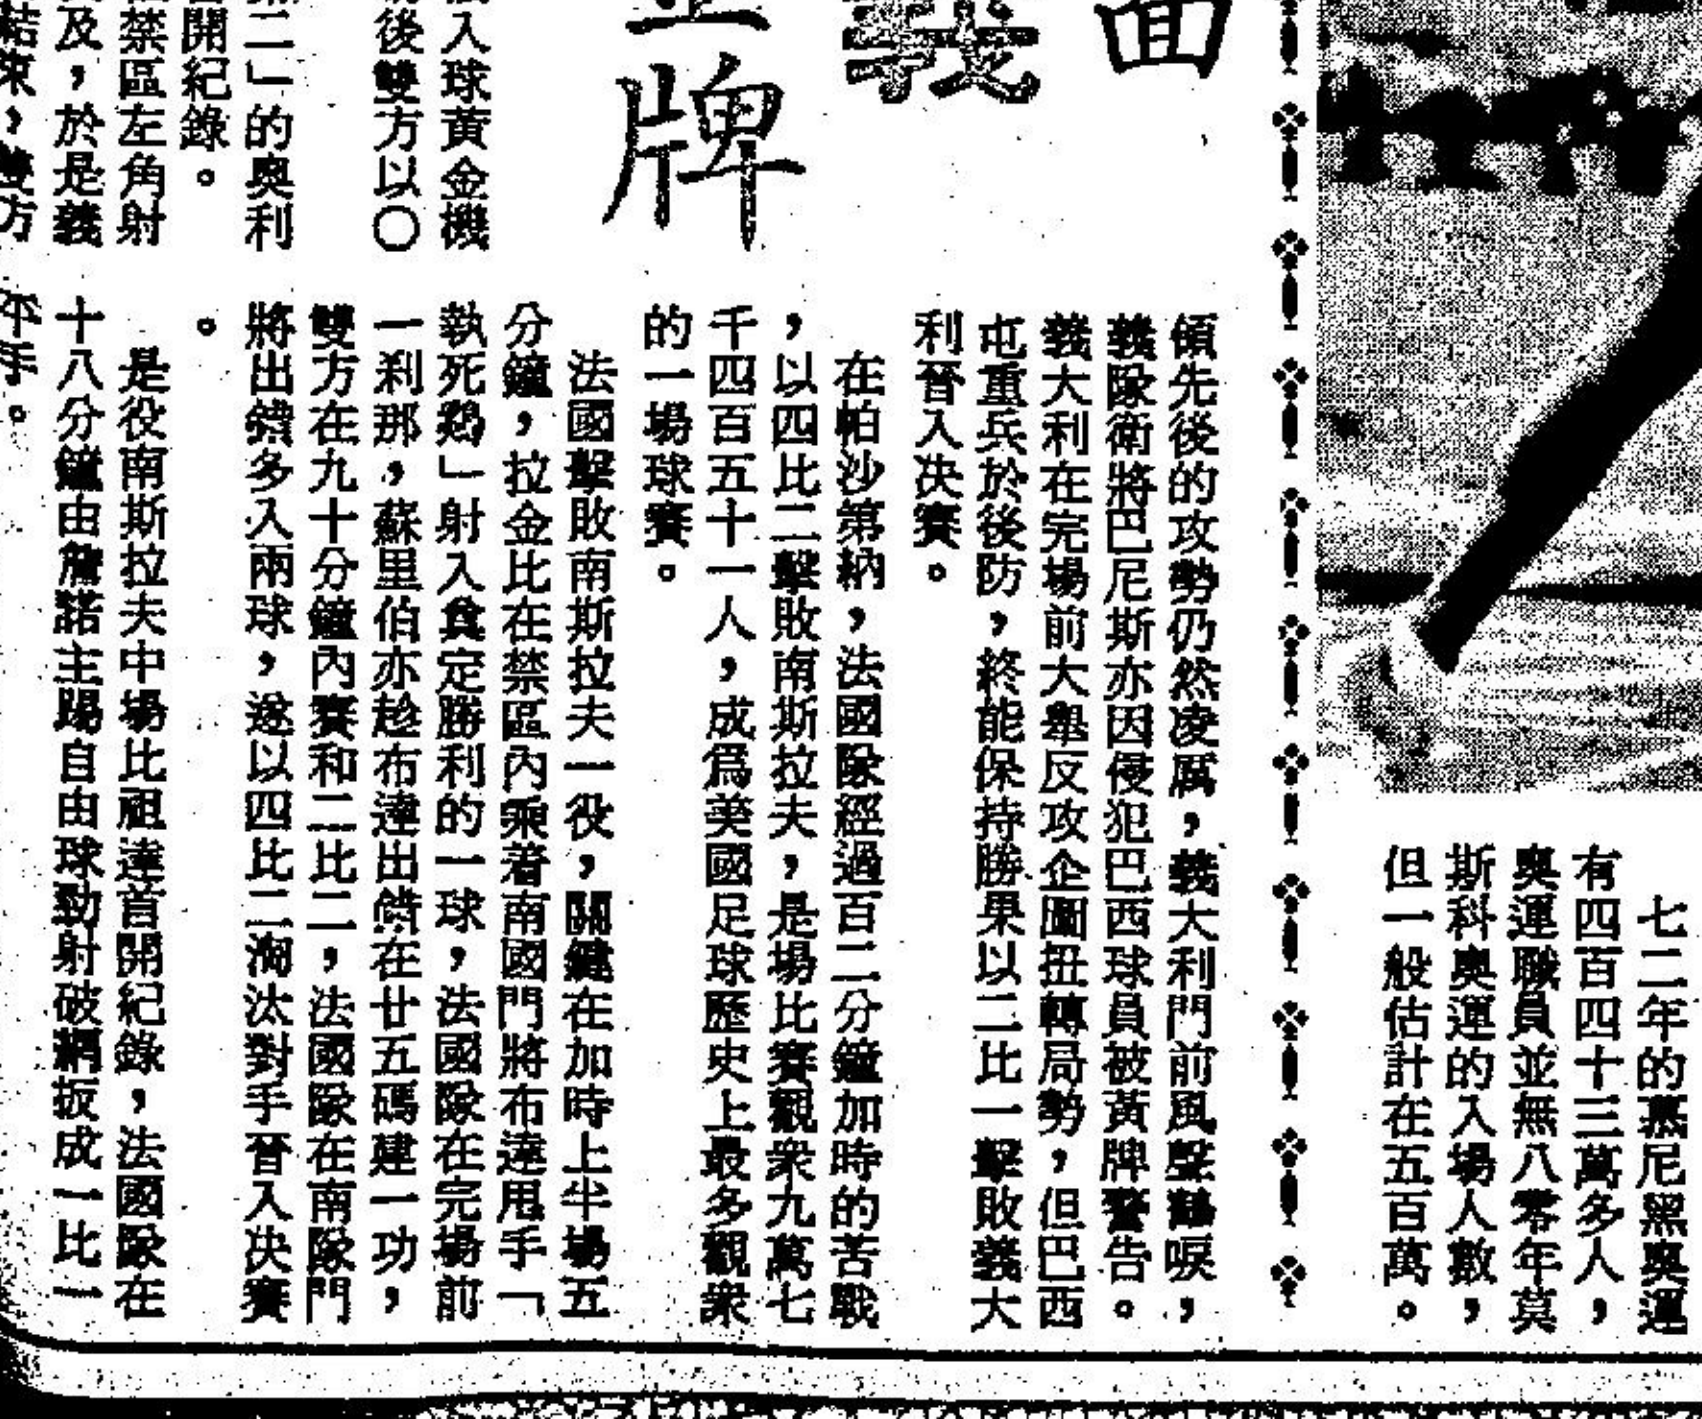 七二年的慕尼黑奧運
有四百四十三萬多人，
奧運職員並無八零年莫
斯科奧運的入場人數，
但一般估計在五百萬。
面
義
牌
入球黃金機
後雙方以○
二」的奧利
開紀錄。
禁區左角射
及，於是義
結束，雙方
領先後的攻勢仍然凌厲，義大利門前風聲鶴唳，
義隊衛將巴尼斯亦因侵犯巴西球員被黃牌警告。
義大利在完場前大舉反攻企圖扭轉局勢，但巴西
屯重兵於後防，終能保持勝果以二比一擊敗義大
利晉入決賽。
在帕沙第納，法國隊經過百二分鐘加時的苦戰
，以四比二擊敗南斯拉夫，是場比賽觀衆九萬七
千四百五十一人，成爲美國足球歷史上最多觀衆
的一場球賽。
法國擊敗南斯拉夫一役，關鍵在加時上半場五
分鐘，拉金比在禁區內乘着南國門將布達甩手「
執死鷄」射入奠定勝利的一球，法國隊在完場前
一刹那，蘇里伯亦趁布達出錯在廿五碼建一功，
雙方在九十分鐘內賽和二比二，法國隊在南隊門
將出錯多入兩球，遂以四比二淘汰對手晉入決賽
。
是役南斯拉夫中場比祖達首開紀錄，法國隊在
十八分鐘由詹諾主踢自由球勁射破網扳成一比一
平手。